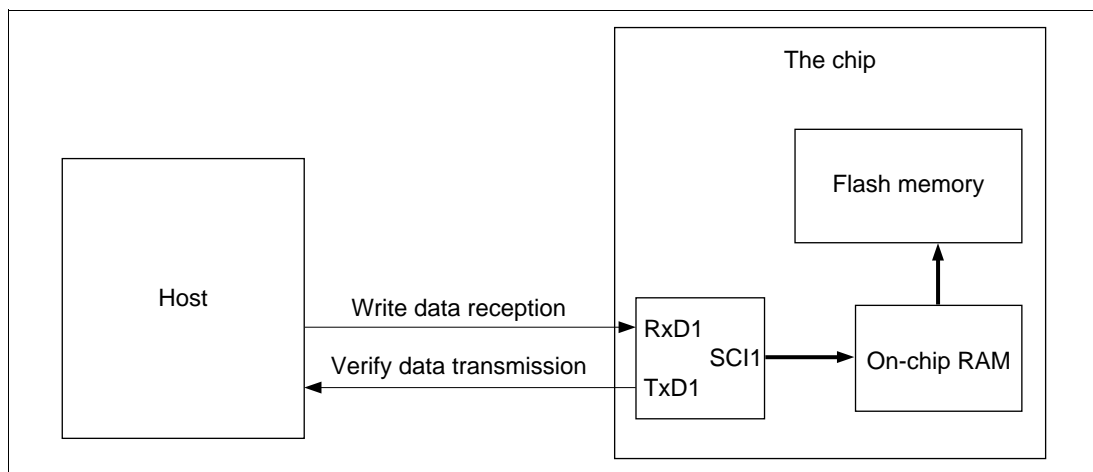 The chip
Flash memory
Host
Write data reception
Verify data transmission
RxD1
SCI1
TxD1
On-chip RAM